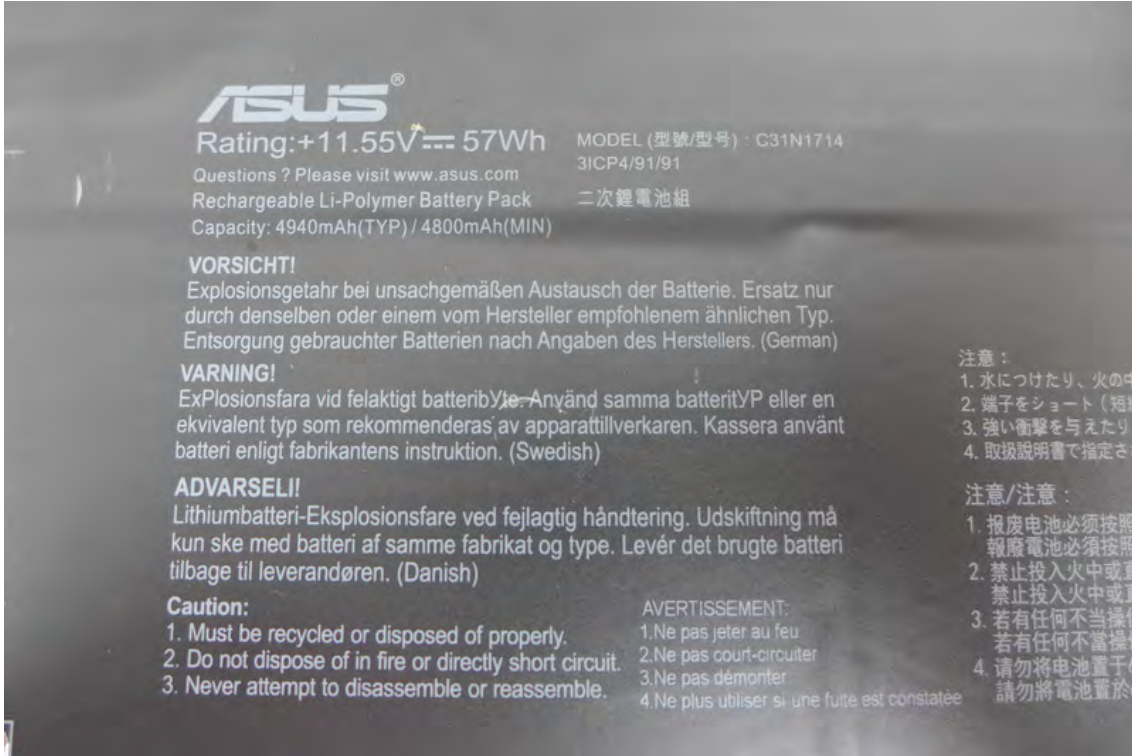 ASUS®
Rating:+11.55V⎓ 57Wh
Questions ? Please visit www.asus.com
Rechargeable Li-Polymer Battery Pack
Capacity: 4940mAh(TYP) / 4800mAh(MIN)
MODEL (型號/型号) : C31N1714
3ICP4/91/91
二次鋰電池組
VORSICHT!
Explosionsgetahr bei unsachgemäßen Austausch der Batterie. Ersatz nur
durch denselben oder einem vom Hersteller empfohlenem ähnlichen Typ.
Entsorgung gebrauchter Batterien nach Angaben des Herstellers. (German)
VARNING!
ExPlosionsfara vid felaktigt batteribУte. Använd samma batteritУP eller en
ekvivalent typ som rekommenderas av apparattillverkaren. Kassera använt
batteri enligt fabrikantens instruktion. (Swedish)
ADVARSELI!
Lithiumbatteri-Eksplosionsfare ved fejlagtig håndtering. Udskiftning må
kun ske med batteri af samme fabrikat og type. Levér det brugte batteri
tilbage til leverandøren. (Danish)
Caution:
1. Must be recycled or disposed of properly.
2. Do not dispose of in fire or directly short circuit.
3. Never attempt to disassemble or reassemble.
AVERTISSEMENT:
1.Ne pas jeter au feu
2.Ne pas court-circuiter
3.Ne pas démonter
4.Ne plus utiliser si une fuite est constatée
注意 :
1. 水につけたり、火の中
2. 端子をショート（短
3. 強い衝撃を与えたり
4. 取扱説明書で指定さ
注意/注意 :
1. 报废电池必须按照
報廢電池必須按照
2. 禁止投入火中或直
禁止投入火中或直
3. 若有任何不当操作
若有任何不當操作
4. 请勿将电池置于
請勿將電池置於